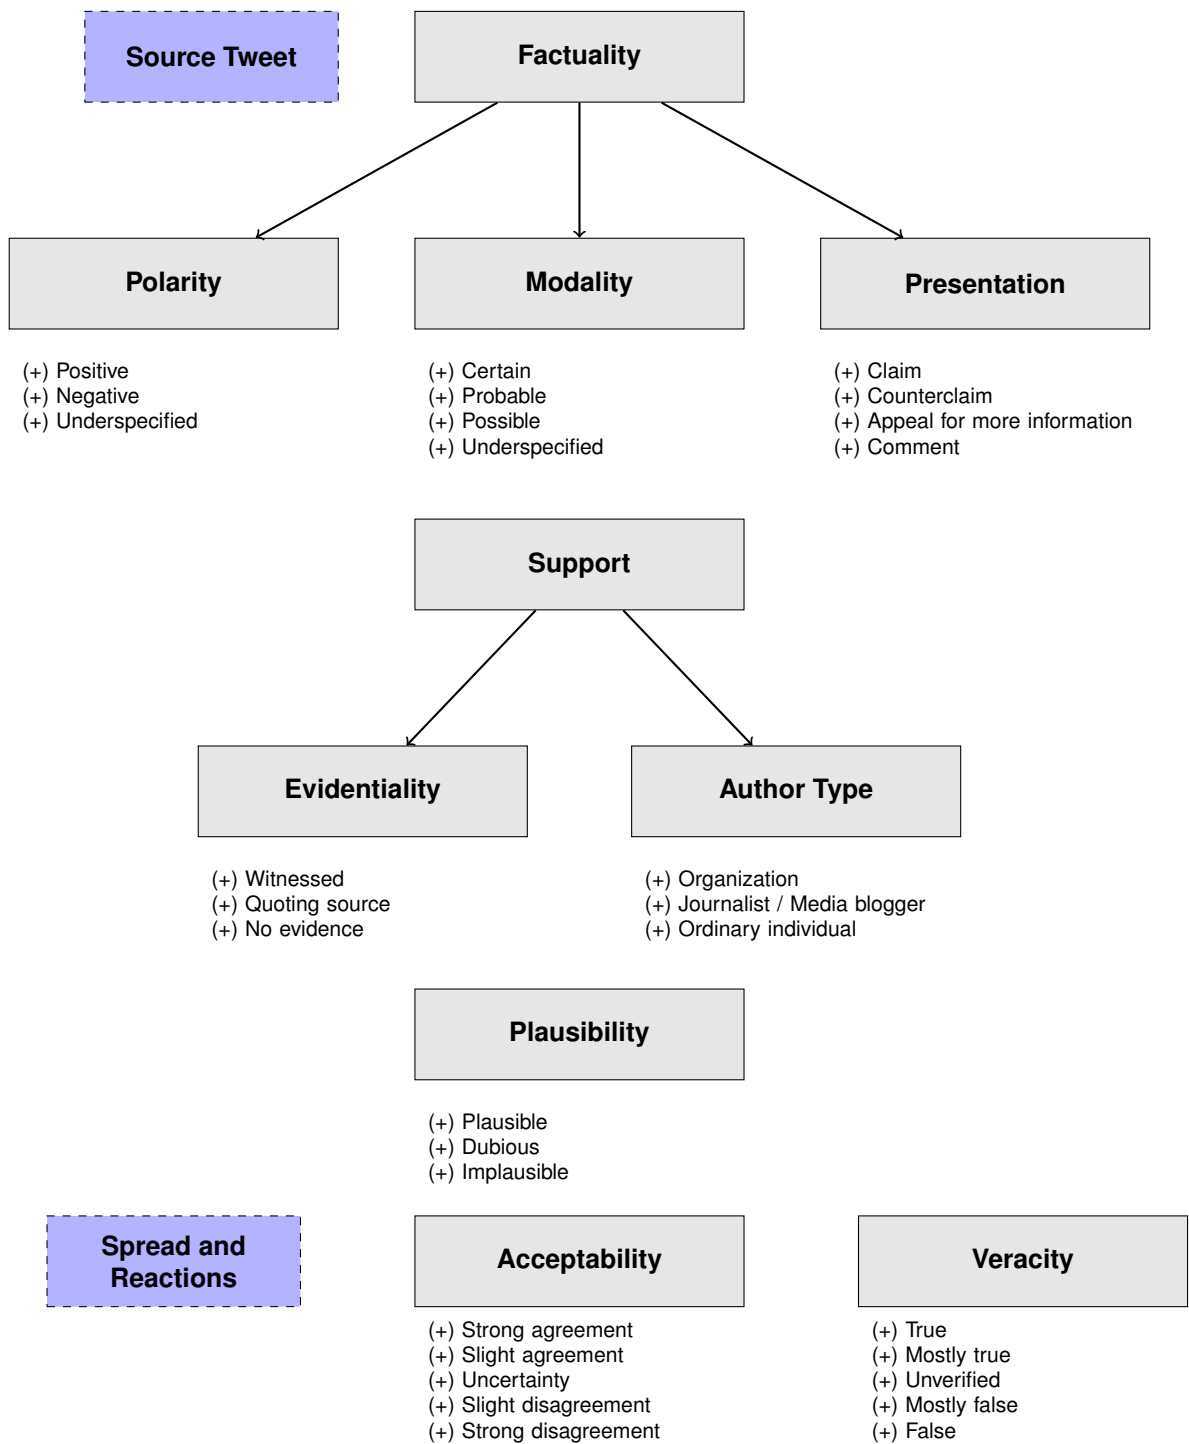 Source Tweet
Factuality
Polarity
Modality
Presentation
(+) Positive
(+) Negative
(+) Underspecified
(+) Certain
(+) Probable
(+) Possible
(+) Underspecified
(+) Claim
(+) Counterclaim
(+) Appeal for more information
(+) Comment
Support
Evidentiality
Author Type
(+) Witnessed
(+) Quoting source
(+) No evidence
(+) Organization
(+) Journalist / Media blogger
(+) Ordinary individual
Plausibility
(+) Plausible
(+) Dubious
(+) Implausible
Spread and
Reactions
Acceptability
Veracity
(+) Strong agreement
(+) Slight agreement
(+) Uncertainty
(+) Slight disagreement
(+) Strong disagreement
(+) True
(+) Mostly true
(+) Unverified
(+) Mostly false
(+) False